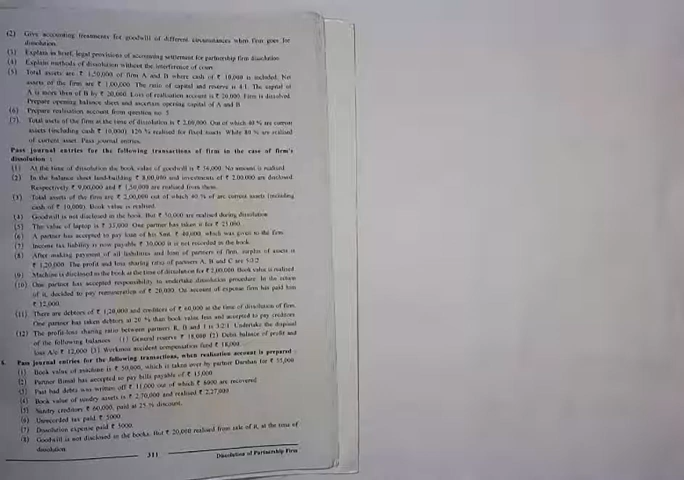 (2) Give accounting treatments for goodwill of different circumstances when firm goes for
dissolution.
(3) Explain in brief, legal provisions of accounting settlement for partnership firm dissolution.
(4) Explain methods of dissolution without the interference of court.
(5) Total assets are ₹ 1,50,000 of firm A and B where cash of ₹ 10,000 is included. Net
assets of the firm are ₹ 1,00,000. The ratio of capital and reserve is 4:1. The capital of
A is more then of B by ₹ 20,000. Loss of realisation account is ₹ 20,000. Firm is dissolved.
Prepare opening balance sheet and ascertain opening capital of A and B.
(6) Prepare realisation account from question no. 5
(7) Total assets of the firm at the time of dissolution is ₹ 2,00,000. Out of which 40 % are current
assets (including cash ₹ 10,000). 120 % realised for fixed assets. While 80 % are realised
of current asset. Pass journal entries.
Pass journal entries for the following transactions of firm in the case of firm's
dissolution :
(1) At the time of dissolution the book value of goodwill is ₹ 54,000. No amount is realised.
(2) In the balance sheet land-building ₹ 8,00,000 and investments of ₹ 2,00,000 are disclosed.
Respectively ₹ 9,00,000 and ₹ 1,50,000 are realised from these.
(3) Total assets of the firm are ₹ 2,00,000 out of which 40 % of are current assets (including
cash of ₹ 10,000). Book value is realised.
(4) Goodwill is not disclosed in the book. But ₹ 50,000 are realised during dissolution.
(5) The value of laptop is ₹ 35,000. One partner has taken it for ₹ 25,000.
(6) A partner has accepted to pay loan of his ₹ 40,000, which was given to the firm.
(7) Income tax liability is now payable ₹ 10,000 it is not recorded in the book.
(8) After making payment of all liabilities and loan of partners of firm, surplus of assets is
₹ 1,20,000. The profit and loss sharing ratio of partners A, B and C are 5:3:2
(9) Machine is disclosed in the book at the time of dissolution for ₹ 2,00,000. Book value is realised.
(10) One partner has accepted responsibility to undertake dissolution procedure. In the return
of it, decided to pay remuneration of ₹ 20,000. On account of expense firm has paid him
₹ 12,000.
(11) There are debtors of ₹ 1,20,000 and creditors of ₹ 60,000 at the time of dissolution of firm.
One partner has taken debtors at 20 % than book value less and accepted to pay creditors.
(12) The profit-loss sharing ratio between partners R, B and I is 3:2:1. Undertake the disposal
of the following balances : (1) General reserve ₹ 18,000 (2) Debit balance of profit and
loss A/c ₹ 12,000 (3) Workmen accident compensation fund ₹ 18,000.
Pass journal entries for the following transactions, when realisation account is prepared :
(1) Book value of machine is ₹ 50,000, which is taken over by partner Darshan for ₹ 35,000
(2) Partner Bimal has accepted to pay bills payable of ₹ 15,000
(3) Past bad debts was written off ₹ 11,000 out of which ₹ 6000 are recovered.
(4) Book value of sundry assets is ₹ 2,70,000 and realised ₹ 2,27,000
(5) Sundry creditors ₹ 60,000, paid at 25 % discount.
(6) Unrecorded tax paid ₹ 5000.
(7) Dissolution expense paid ₹ 5000
(8) Goodwill is not disclosed in the books. But ₹ 20,000 realised from sale of it, at the time of
dissolution.
311
Dissolution of Partnership Firm